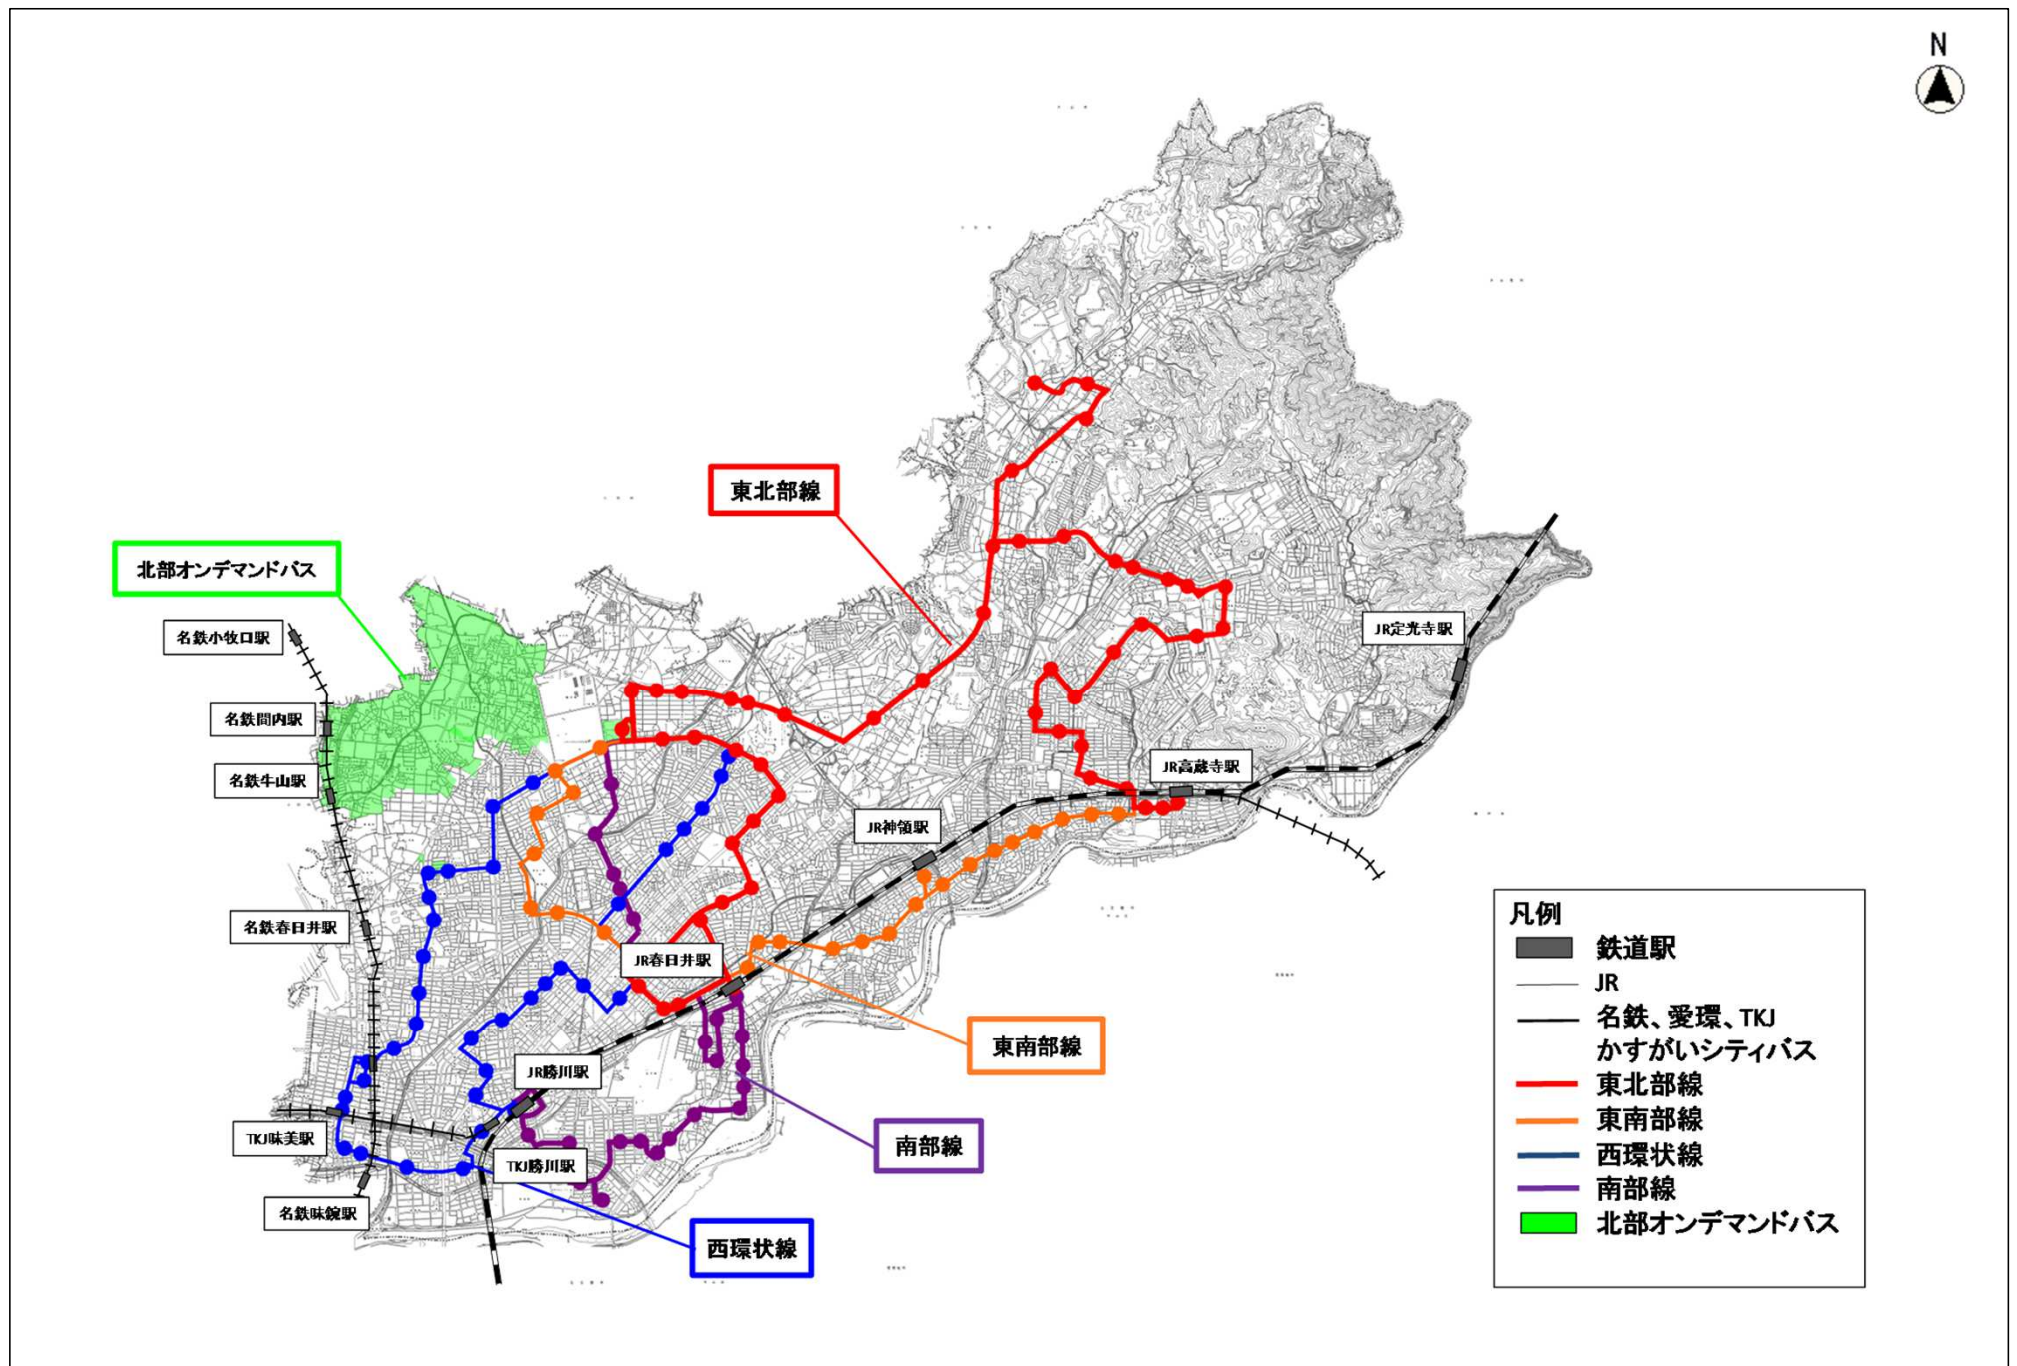 N
東北部線
北部オンデマンドバス
名鉄小牧口駅
JR定光寺駅
名鉄間内駅
名鉄牛山駅
JR高蔵寺駅
JR神領駅
名鉄春日井駅
JR春日井駅
東南部線
JR勝川駅
TKJ味美駅
南部線
TKJ勝川駅
名鉄味鋺駅
西環状線
凡例
鉄道駅
JR
名鉄、愛環、TKJ
かすがいシティバス
東北部線
東南部線
西環状線
南部線
北部オンデマンドバス